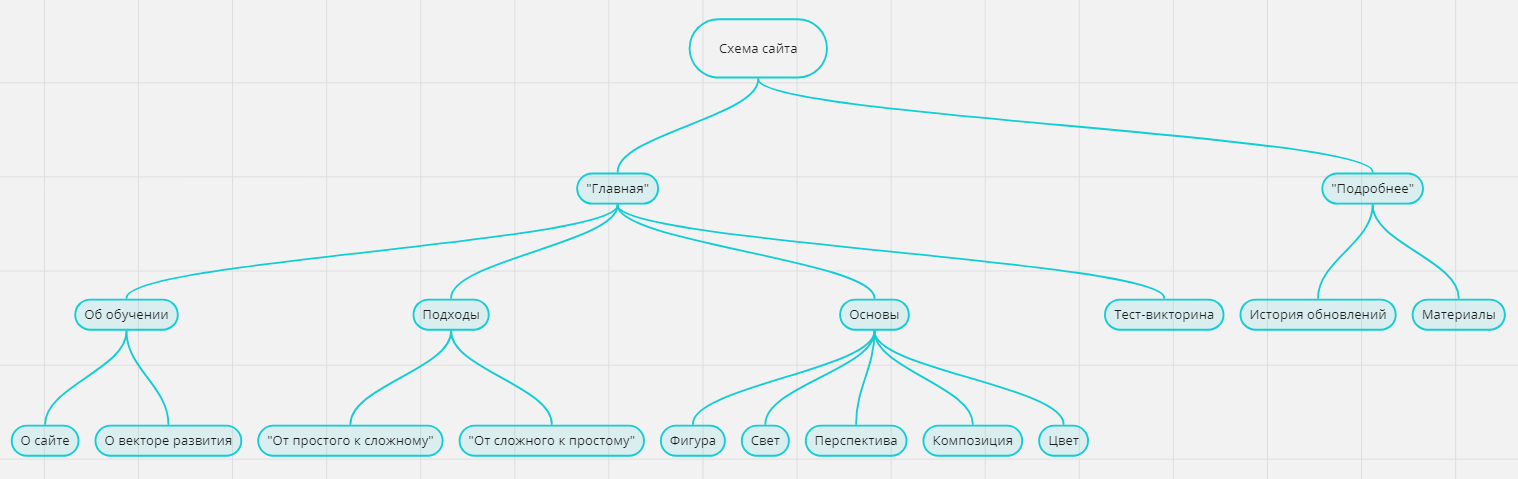 Схема сайта
"Главная"
"Подробнее"
Об обучении
Подходы
Основы
Тест-викторина
История обновлений
Материалы
О сайте
О векторе развития
"От простого к сложному"
"От сложного к простому"
Фигура
Свет
Перспектива
Композиция
Цвет